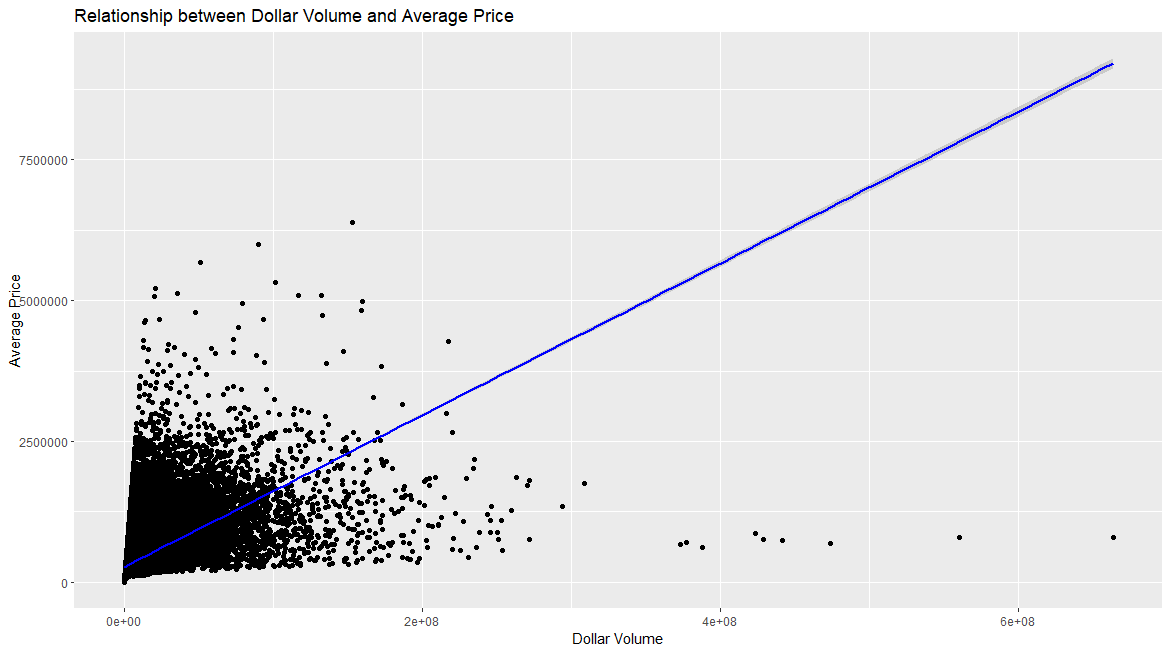 Relationship between Dollar Volume and Average Price
Average Price
7500000
5000000
2500000
0
0e+00 2e+08 4e+08 6e+08
Dollar Volume